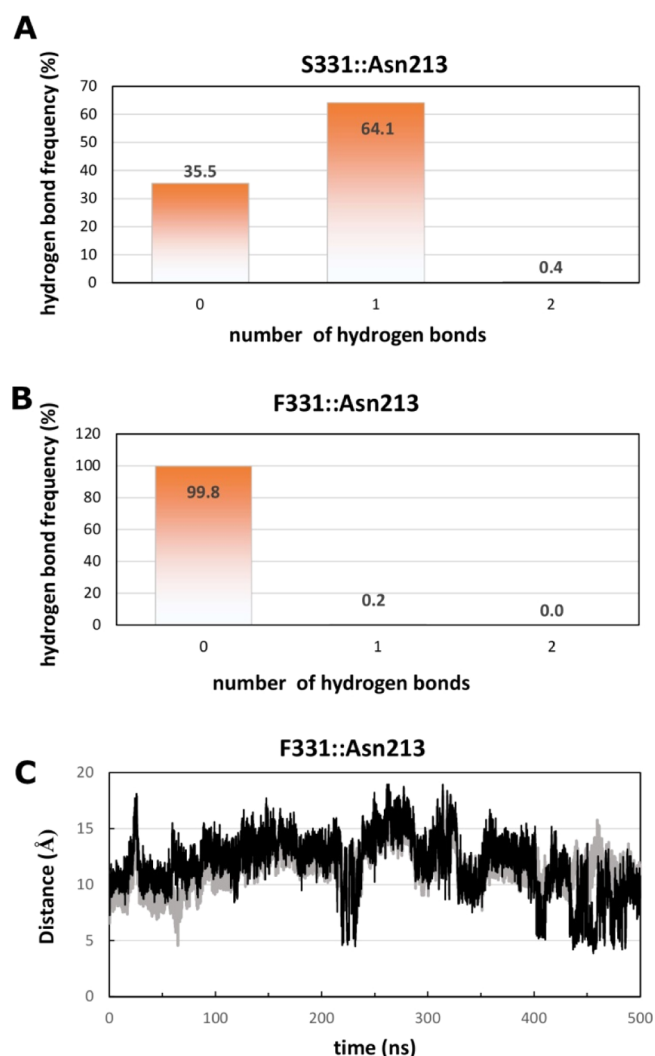 A
S331::Asn213
hydrogen bond frequency (%)
70
60
50
40
30
20
10
0
35.5
64.1
0.4
0 1 2
number of hydrogen bonds
B
F331::Asn213
hydrogen bond frequency (%)
120
100
80
60
40
20
0
99.8
0.2
0.0
0 1 2
number of hydrogen bonds
C
F331::Asn213
Distance (Å)
20
15
10
5
0
0 100 200 300 400 500
time (ns)